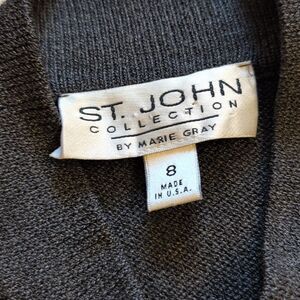 ST. JOHN
COLLECTION
BY MARIE GRAY
8
MADE
IN U.S.A.